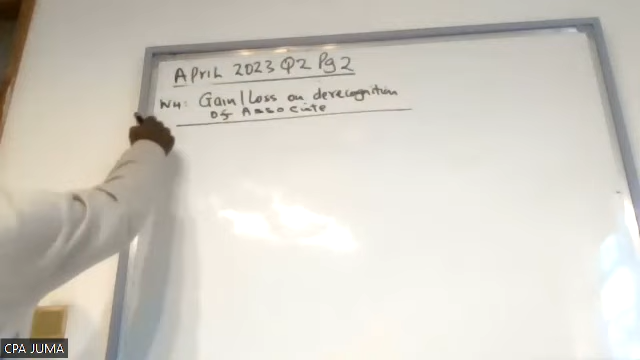 April 2023 Q2 Pg 2
W4: Gain/Loss on derecognition
of Associate
CPA JUMA